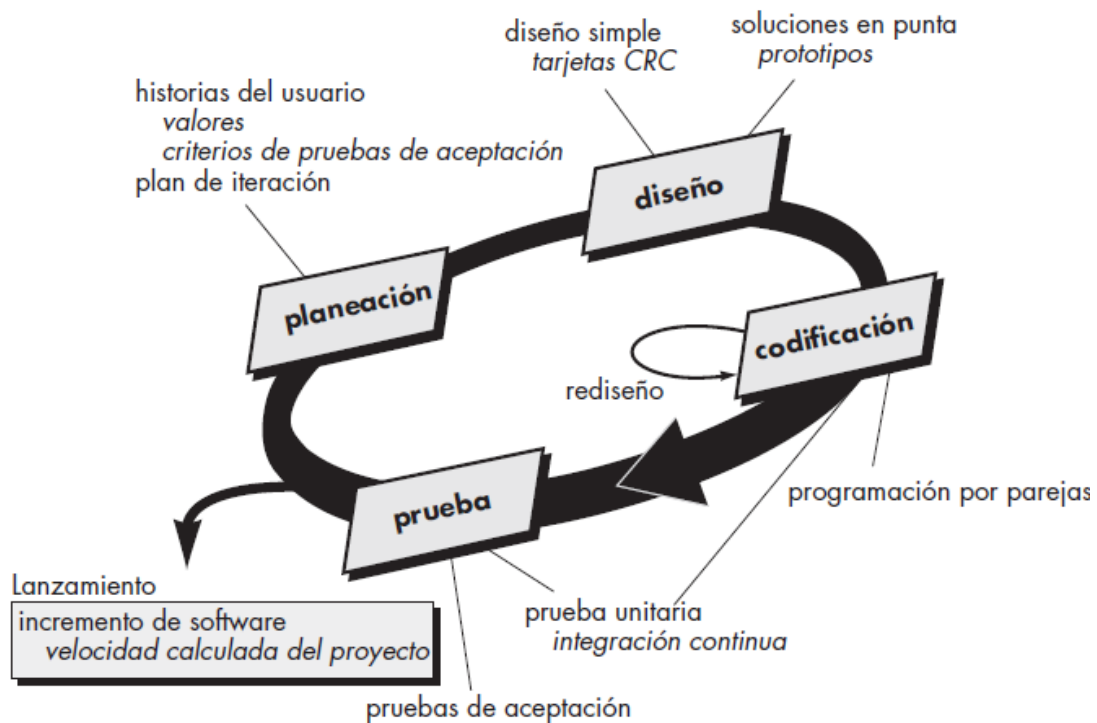 diseño simple
tarjetas CRC
soluciones en punta
prototipos
historias del usuario
valores
criterios de pruebas de aceptación
plan de iteración
diseño
planeación
codificación
rediseño
prueba
programación por parejas
Lanzamiento
incremento de software
velocidad calculada del proyecto
prueba unitaria
integración continua
pruebas de aceptación